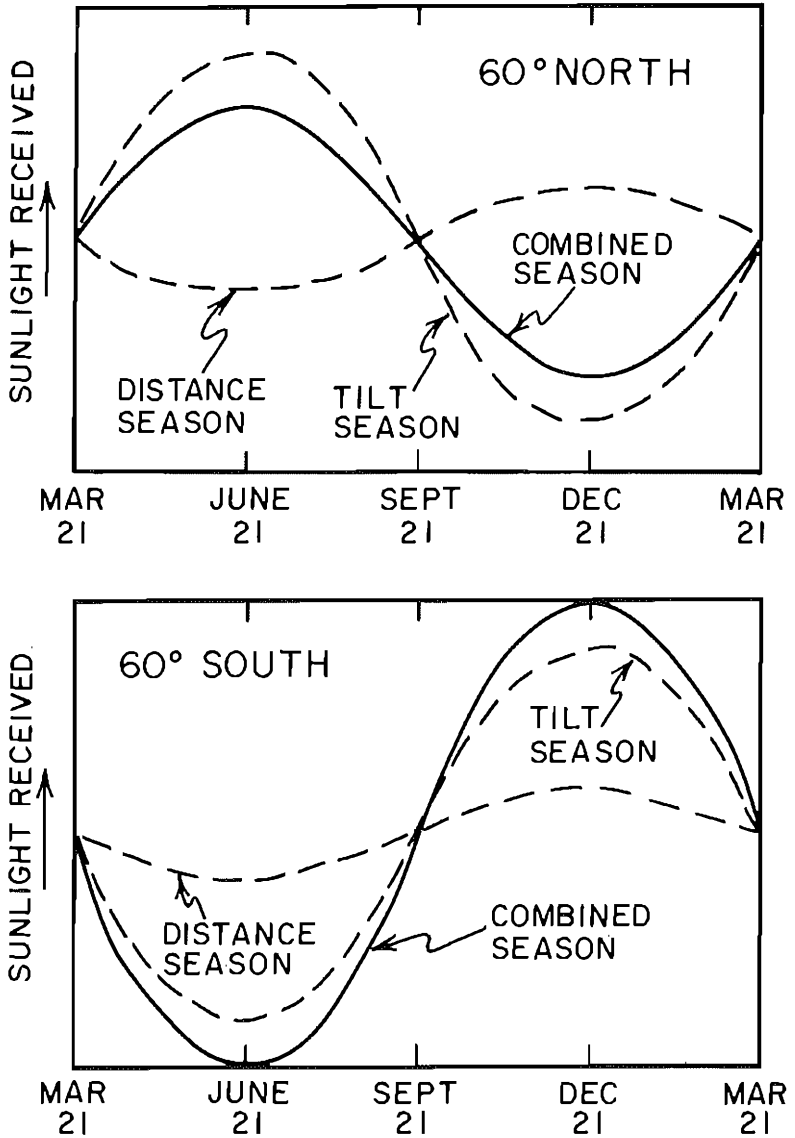 60° NORTH
SUNLIGHT RECEIVED
COMBINED
SEASON
DISTANCE
SEASON
TILT
SEASON
MAR
21
JUNE
21
SEPT
21
DEC
21
MAR
21
60° SOUTH
SUNLIGHT RECEIVED
TILT
SEASON
DISTANCE
SEASON
COMBINED
SEASON
MAR
21
JUNE
21
SEPT
21
DEC
21
MAR
21